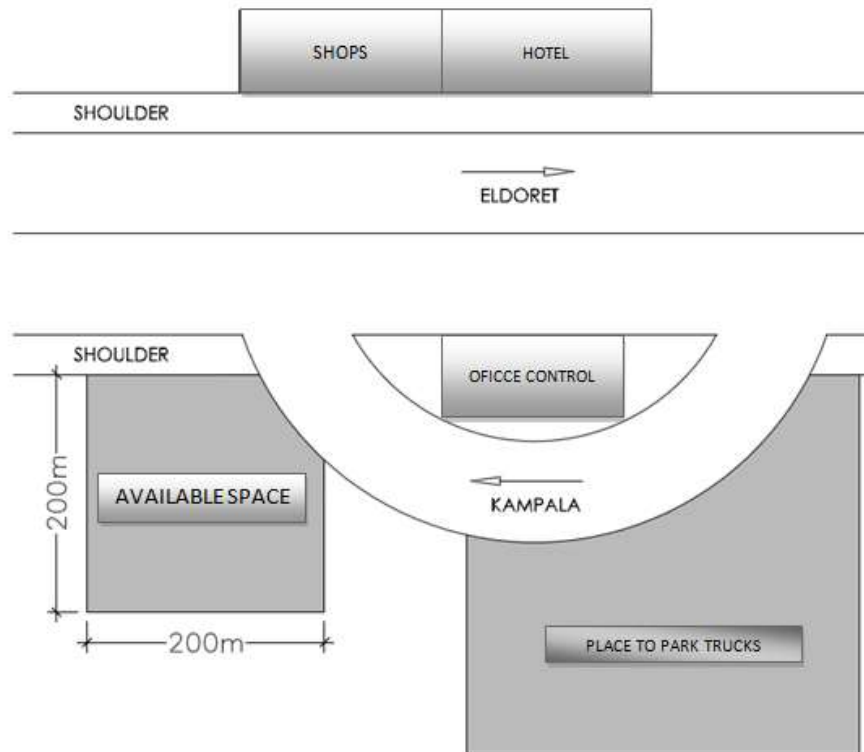 SHOPS
HOTEL
SHOULDER
ELDORET
SHOULDER
OFICCE CONTROL
AVAILABLE SPACE
KAMPALA
200m
200m
PLACE TO PARK TRUCKS